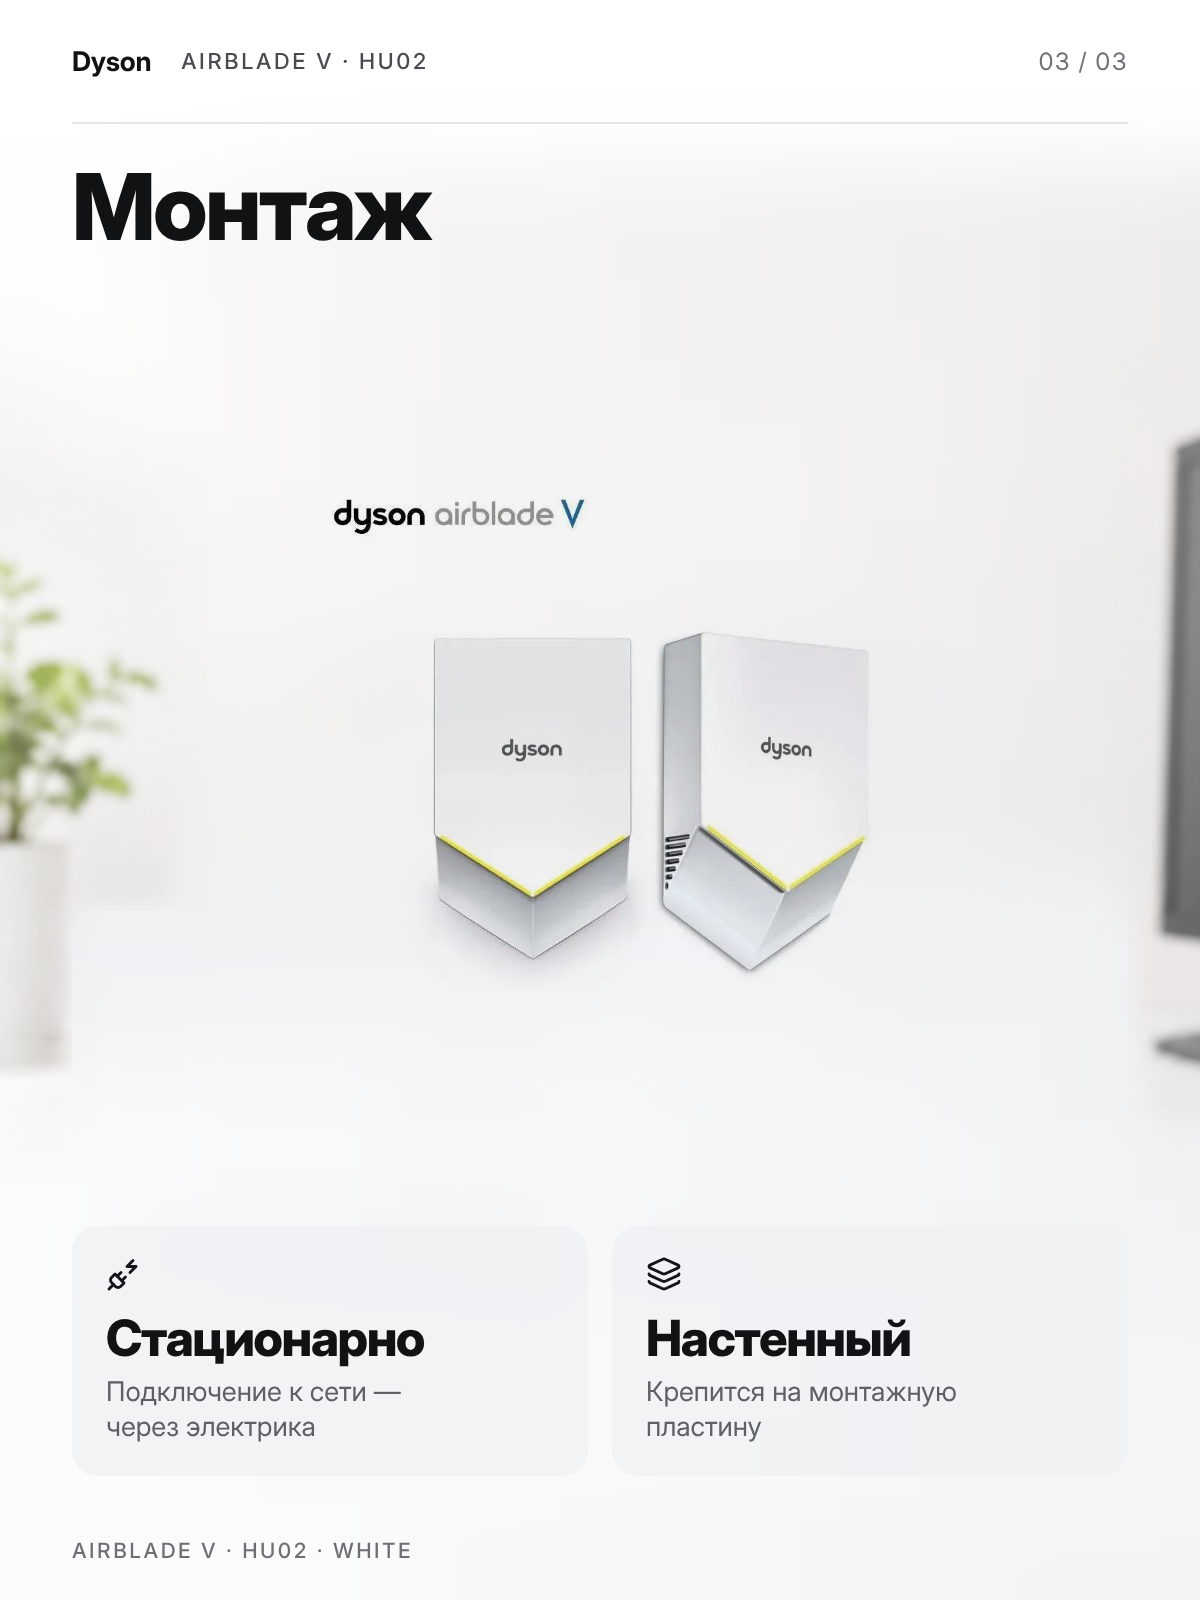 Dyson AIRBLADE V · HU02 03 / 03
Монтаж
dyson airblade V
dyson dyson
Стационарно
Подключение к сети —
через электрика
Настенный
Крепится на монтажную
пластину
AIRBLADE V · HU02 · WHITE